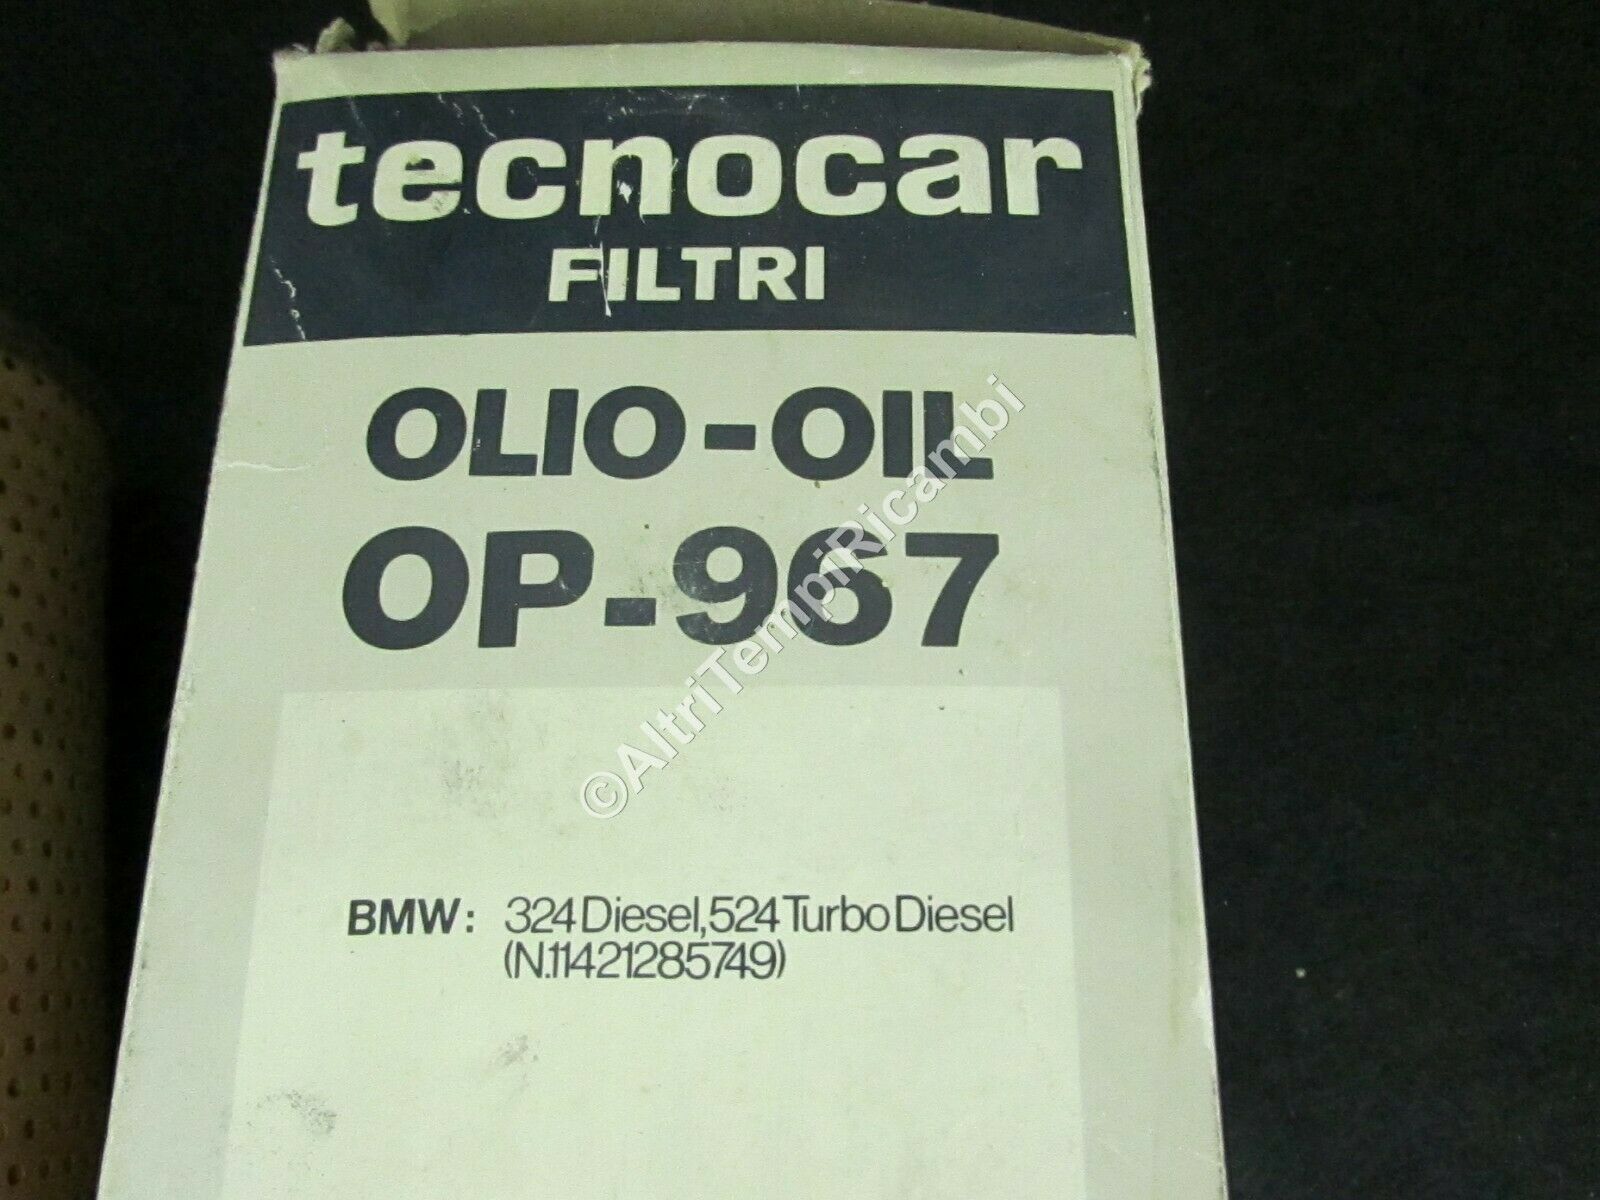 tecnocar
FILTRI
OLIO-OIL
OP-967
©AltriTempiRicambi
BMW: 324 Diesel, 524 Turbo Diesel
(N.11421285749)